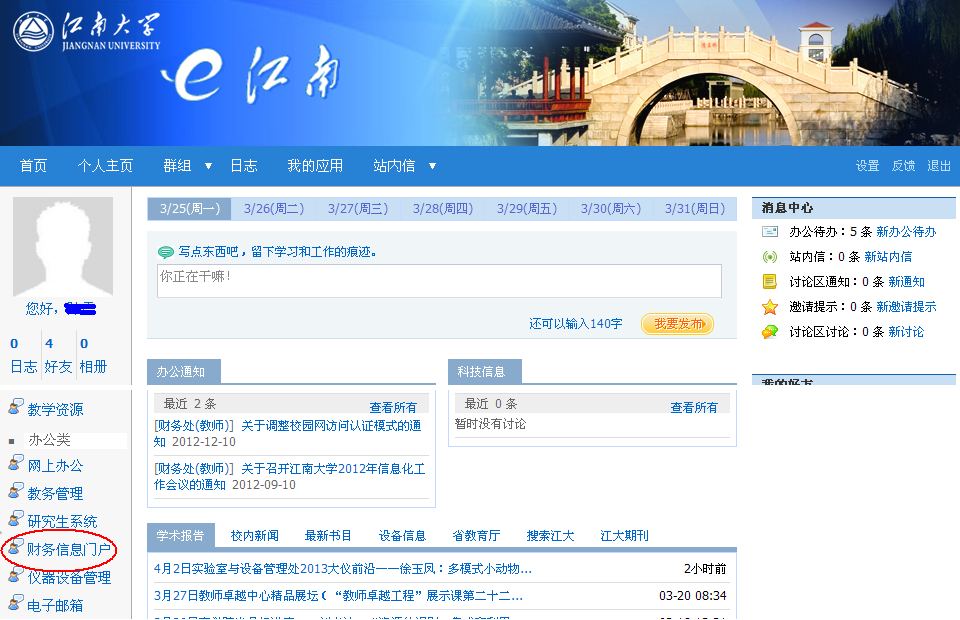 江南大学
JIANGNAN UNIVERSITY
e江南
首页 个人主页 群组 ▼ 日志 我的应用 站内信 ▼ 设置 反馈 退出
您好,
0 4 0
日志 好友 相册
教学资源
办公类
网上办公
教务管理
研究生系统
财务信息门户
仪器设备管理
电子邮箱
3/25(周一) 3/26(周二) 3/27(周三) 3/28(周四) 3/29(周五) 3/30(周六) 3/31(周日)
写点东西吧，留下学习和工作的痕迹。
你正在干嘛!
还可以输入140字 我要发布
办公通知
最近 2 条 查看所有
[财务处(教师)] 关于调整校园网访问认证模式的通
知 2012-12-10
[财务处(教师)] 关于召开江南大学2012年信息化工
作会议的通知 2012-09-10
科技信息
最近 0 条 查看所有
暂时没有讨论
学术报告 校内新闻 最新书目 设备信息 省教育厅 搜索江大 江大期刊
4月2日实验室与设备管理处2013大仪前沿——徐玉凤：多模式小动物... 2小时前
3月27日教师卓越中心精品展坛（ “教师卓越工程”展示课第二十二... 03-20 08:34
消息中心
办公待办：5 条 新办公待办
站内信：0 条 新站内信
讨论区通知：0 条 新通知
邀请提示：0 条 新邀请提示
讨论区讨论：0 条 新讨论
我的好友